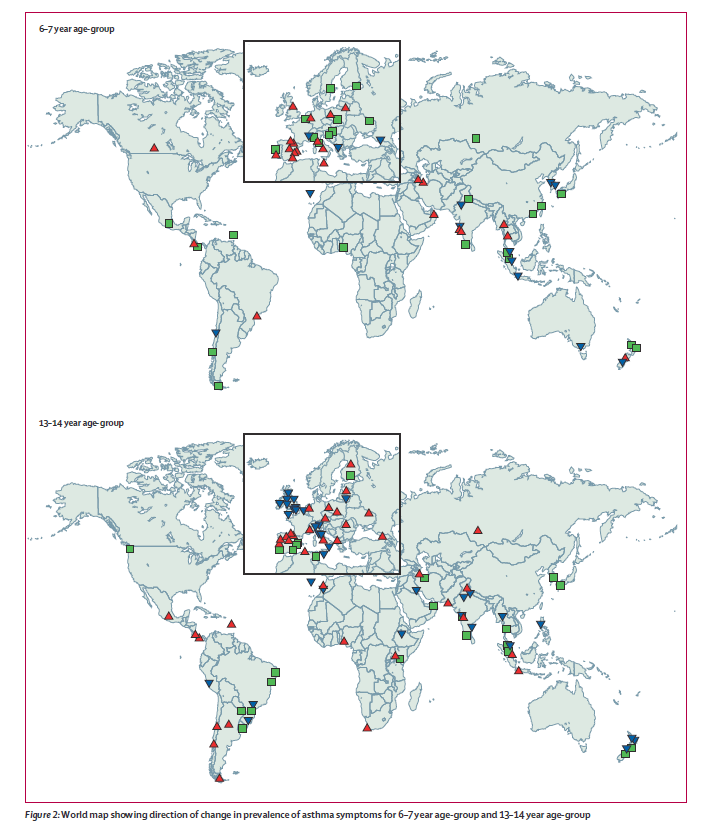 6–7 year age-group
13–14 year age-group
Figure 2: World map showing direction of change in prevalence of asthma symptoms for 6–7 year age-group and 13–14 year age-group